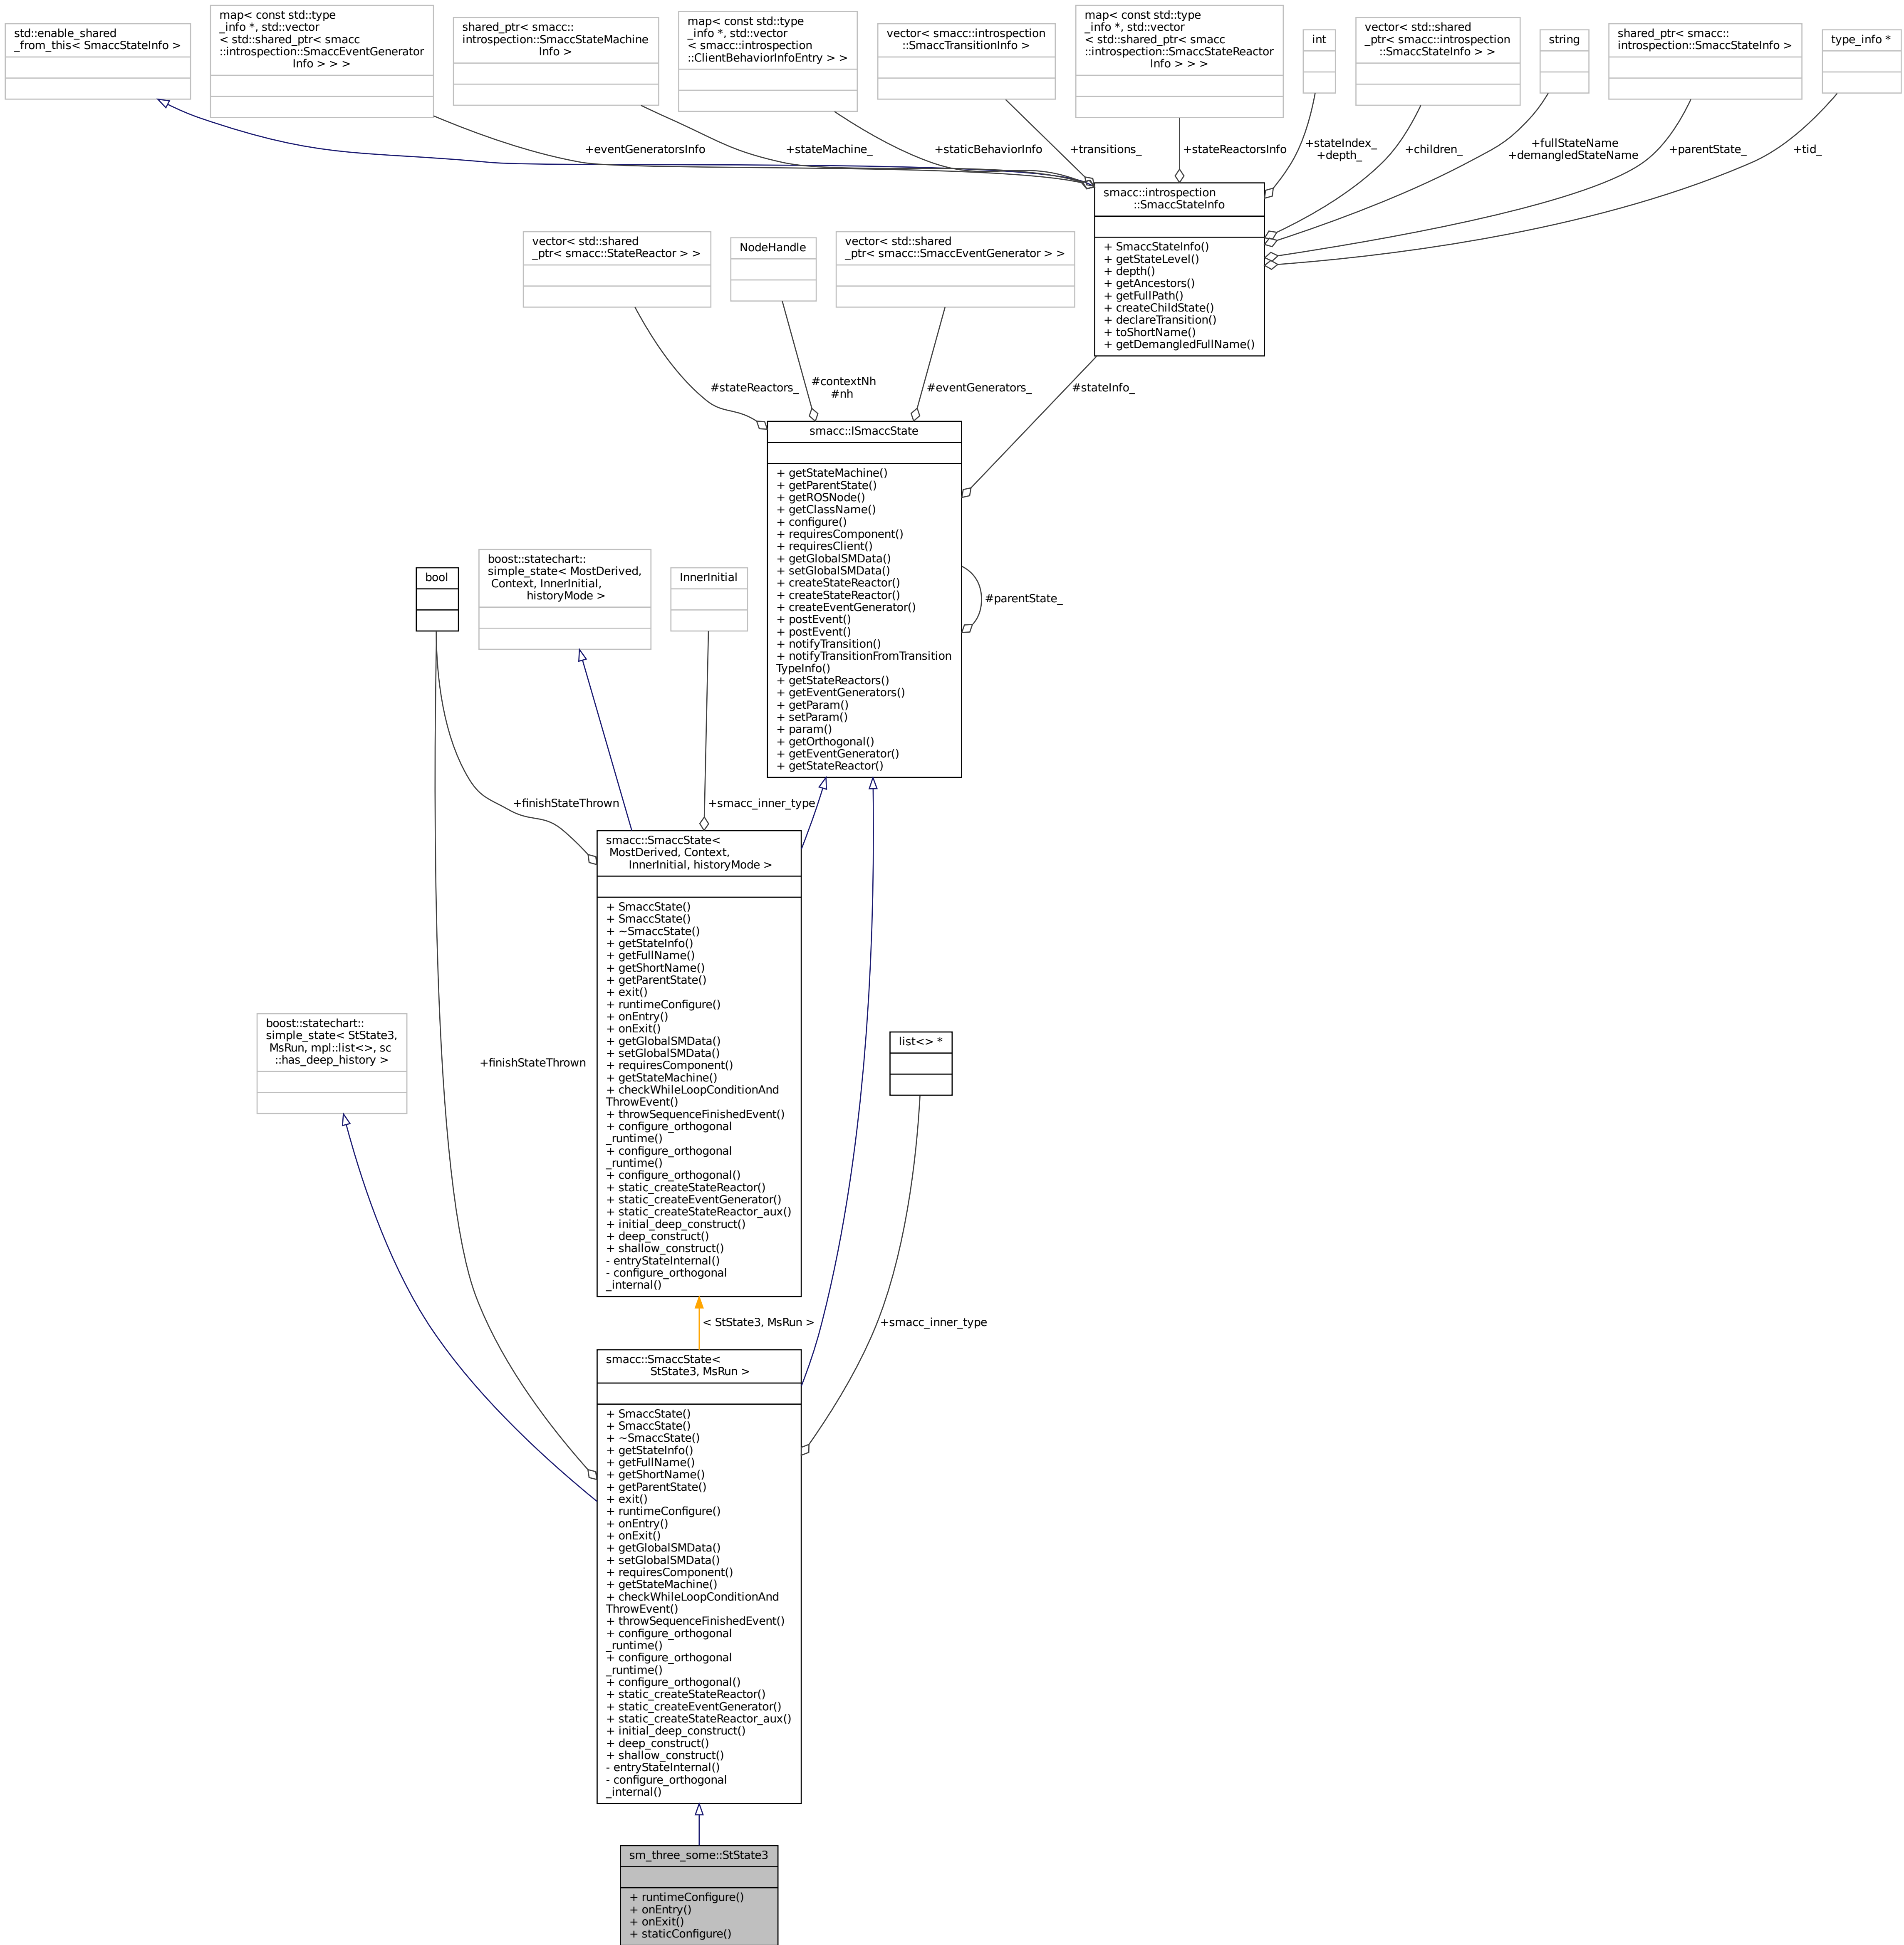 std::enable_shared
_from_this< SmaccStateInfo >
map< const std::type
_info *, std::vector
< std::shared_ptr< smacc
::introspection::SmaccEventGenerator
Info > > >
shared_ptr< smacc::
introspection::SmaccStateMachine
Info >
map< const std::type
_info *, std::vector
< smacc::introspection
::ClientBehaviorInfoEntry > >
vector< smacc::introspection
::SmaccTransitionInfo >
map< const std::type
_info *, std::vector
< std::shared_ptr< smacc
::introspection::SmaccStateReactor
Info > > >
int
vector< std::shared
_ptr< smacc::introspection
::SmaccStateInfo > >
string
shared_ptr< smacc::
introspection::SmaccStateInfo >
type_info *
+eventGeneratorsInfo
+stateMachine_
+staticBehaviorInfo
+transitions_
+stateReactorsInfo
+stateIndex_
+depth_
+children_
+fullStateName
+demangledStateName
+parentState_
+tid_
smacc::introspection
::SmaccStateInfo
+ SmaccStateInfo()
+ getStateLevel()
+ depth()
+ getAncestors()
+ getFullPath()
+ createChildState()
+ declareTransition()
+ toShortName()
+ getDemangledFullName()
vector< std::shared
_ptr< smacc::StateReactor > >
NodeHandle
vector< std::shared
_ptr< smacc::SmaccEventGenerator > >
#stateReactors_
#contextNh
#nh
#eventGenerators_
#stateInfo_
smacc::ISmaccState
+ getStateMachine()
+ getParentState()
+ getROSNode()
+ getClassName()
+ configure()
+ requiresComponent()
+ requiresClient()
+ getGlobalSMData()
+ setGlobalSMData()
+ createStateReactor()
+ createStateReactor()
+ createEventGenerator()
+ postEvent()
+ postEvent()
+ notifyTransition()
+ notifyTransitionFromTransition
TypeInfo()
+ getStateReactors()
+ getEventGenerators()
+ getParam()
+ setParam()
+ param()
+ getOrthogonal()
+ getEventGenerator()
+ getStateReactor()
#parentState_
bool
boost::statechart::
simple_state< MostDerived,
Context, InnerInitial,
historyMode >
InnerInitial
+finishStateThrown
+smacc_inner_type
smacc::SmaccState<
MostDerived, Context,
InnerInitial, historyMode >
+ SmaccState()
+ SmaccState()
+ ~SmaccState()
+ getStateInfo()
+ getFullName()
+ getShortName()
+ getParentState()
+ exit()
+ runtimeConfigure()
+ onEntry()
+ onExit()
+ getGlobalSMData()
+ setGlobalSMData()
+ requiresComponent()
+ getStateMachine()
+ checkWhileLoopConditionAnd
ThrowEvent()
+ throwSequenceFinishedEvent()
+ configure_orthogonal
_runtime()
+ configure_orthogonal
_runtime()
+ configure_orthogonal()
+ static_createStateReactor()
+ static_createEventGenerator()
+ static_createStateReactor_aux()
+ initial_deep_construct()
+ deep_construct()
+ shallow_construct()
- entryStateInternal()
- configure_orthogonal
_internal()
boost::statechart::
simple_state< StState3,
MsRun, mpl::list<>, sc
::has_deep_history >
+finishStateThrown
list<> *
< StState3, MsRun >
+smacc_inner_type
smacc::SmaccState<
StState3, MsRun >
+ SmaccState()
+ SmaccState()
+ ~SmaccState()
+ getStateInfo()
+ getFullName()
+ getShortName()
+ getParentState()
+ exit()
+ runtimeConfigure()
+ onEntry()
+ onExit()
+ getGlobalSMData()
+ setGlobalSMData()
+ requiresComponent()
+ getStateMachine()
+ checkWhileLoopConditionAnd
ThrowEvent()
+ throwSequenceFinishedEvent()
+ configure_orthogonal
_runtime()
+ configure_orthogonal
_runtime()
+ configure_orthogonal()
+ static_createStateReactor()
+ static_createEventGenerator()
+ static_createStateReactor_aux()
+ initial_deep_construct()
+ deep_construct()
+ shallow_construct()
- entryStateInternal()
- configure_orthogonal
_internal()
sm_three_some::StState3
+ runtimeConfigure()
+ onEntry()
+ onExit()
+ staticConfigure()